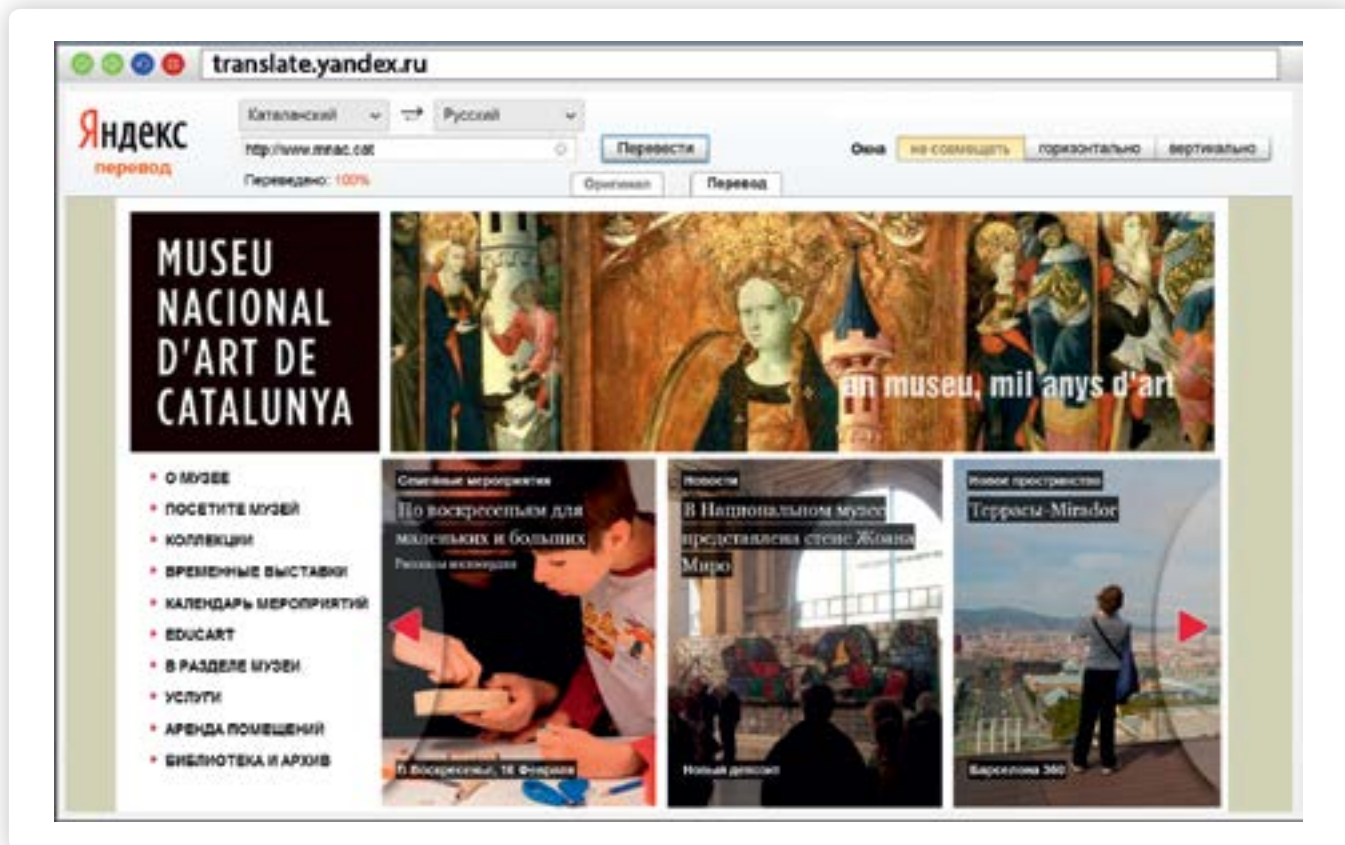 translate.yandex.ru
Яндекс
перевод
Каталанский → Русский
http://www.mnac.cat
Перевести
Окна не совмещать горизонтально вертикально
Переведено: 100%
Оригинал Перевод
MUSEU
NACIONAL
D'ART DE
CATALUNYA
un museu, mil anys d'art
О МУЗЕЕ
ПОСЕТИТЕ МУЗЕЙ
КОЛЛЕКЦИИ
ВРЕМЕННЫЕ ВЫСТАВКИ
КАЛЕНДАРЬ МЕРОПРИЯТИЙ
EDUCART
В РАЗДЕЛЕ МУЗЕИ
УСЛУГИ
АРЕНДА ПОМЕЩЕНИЙ
БИБЛИОТЕКА И АРХИВ
Семейные мероприятия
По воскресеньям для
маленьких и больших
В Воскресенье, 16 Февраля
Новости
В Национальном музее
представлена стене Жоана
Миро
Новый депозит
Новое пространство
Террасы-Mirador
Барселона 360